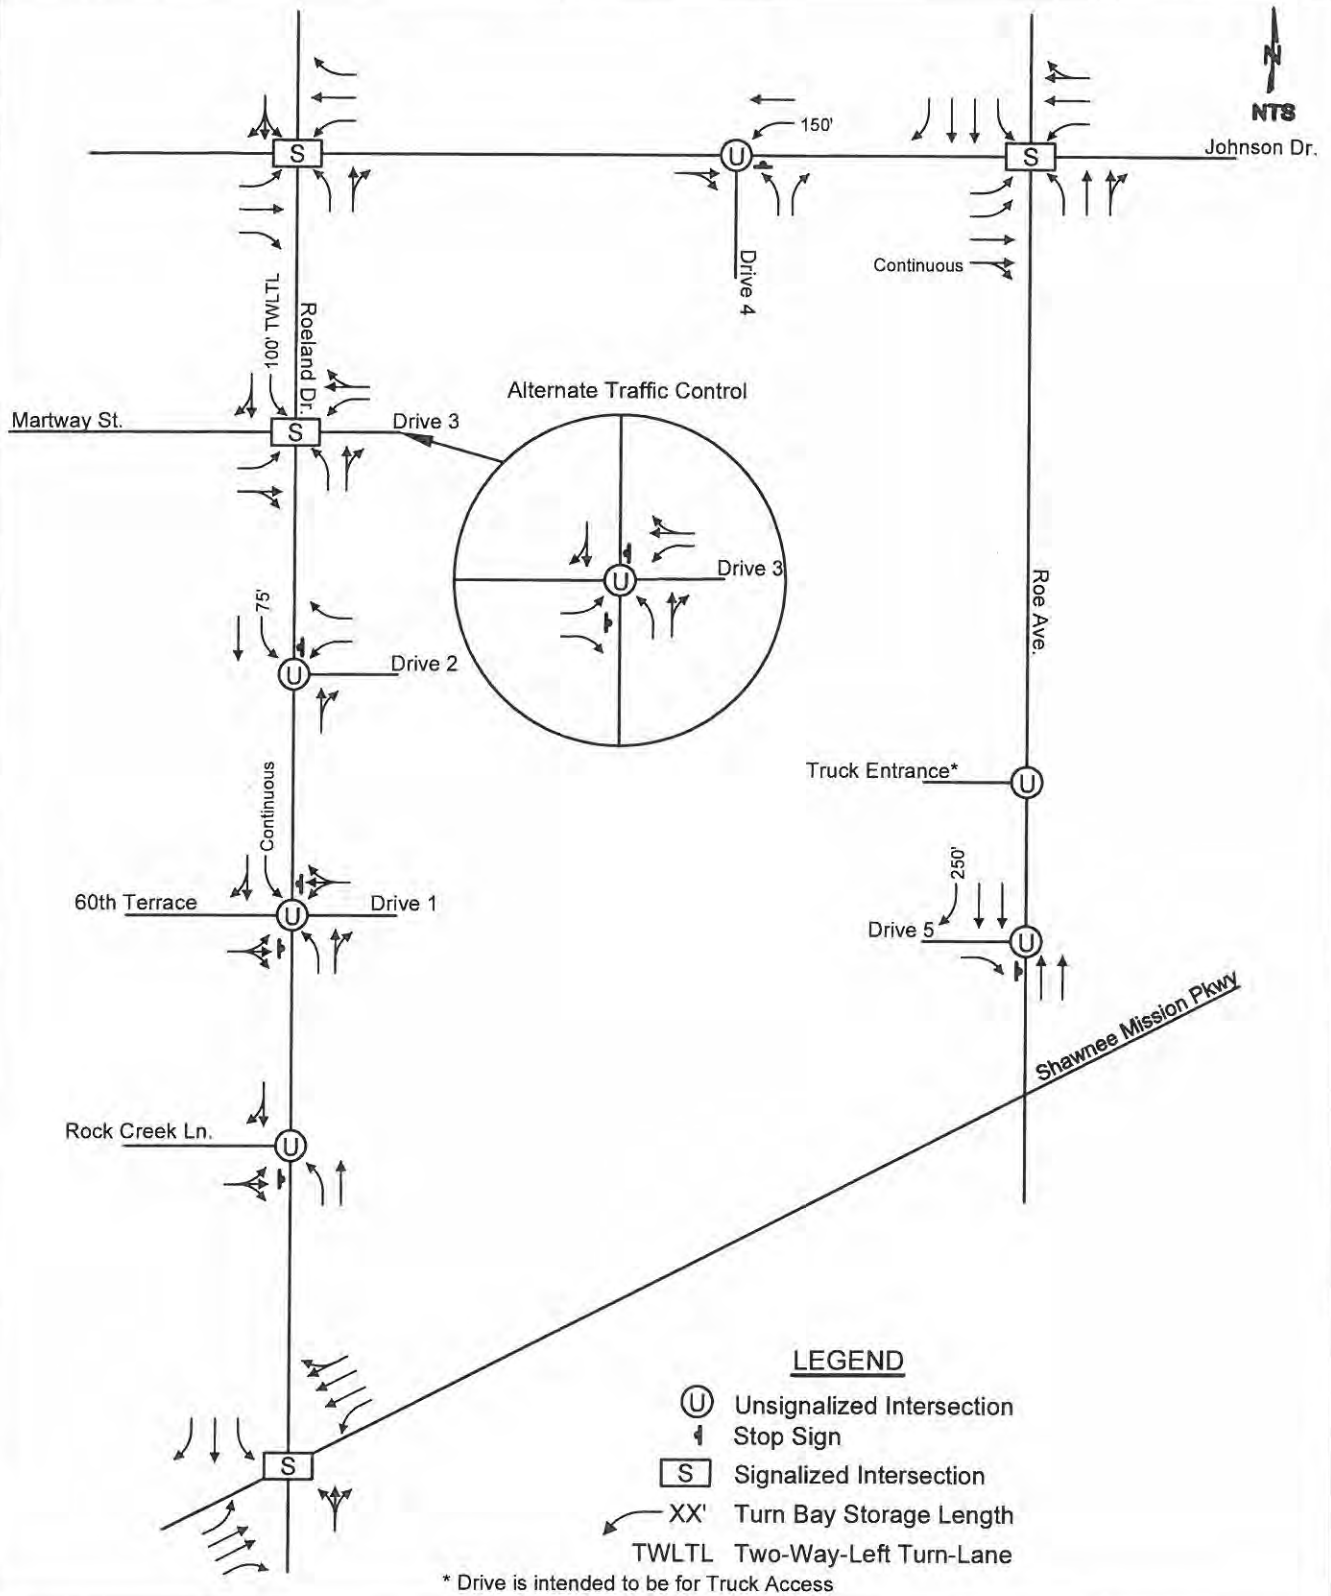 N
NTS
Johnson Dr.
S
U
150'
S
Continuous
Drive 4
100' TWLTL
Roeland Dr.
Alternate Traffic Control
Martway St.
S
Drive 3
U
Drive 3
Roe Ave.
75'
U
Drive 2
Truck Entrance*
U
Continuous
60th Terrace
U
Drive 1
250'
Drive 5
U
Shawnee Mission Pkwy
Rock Creek Ln.
U
S
LEGEND
U Unsignalized Intersection
Stop Sign
S Signalized Intersection
XX' Turn Bay Storage Length
TWLTL Two-Way-Left Turn-Lane
* Drive is intended to be for Truck Access